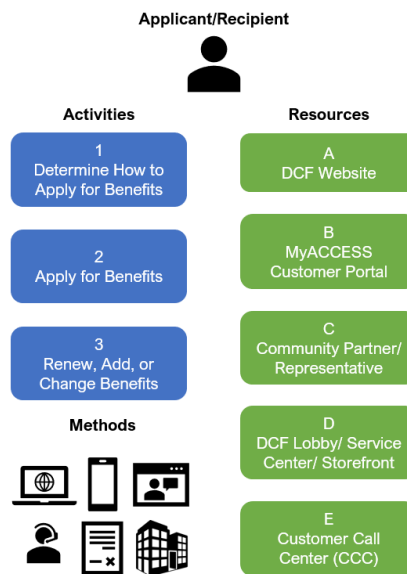 Applicant/Recipient
Activities
1
Determine How to
Apply for Benefits
2
Apply for Benefits
3
Renew, Add, or
Change Benefits
Methods
Resources
A
DCF Website
B
MyACCESS
Customer Portal
C
Community Partner/
Representative
D
DCF Lobby/ Service
Center/ Storefront
E
Customer Call
Center (CCC)